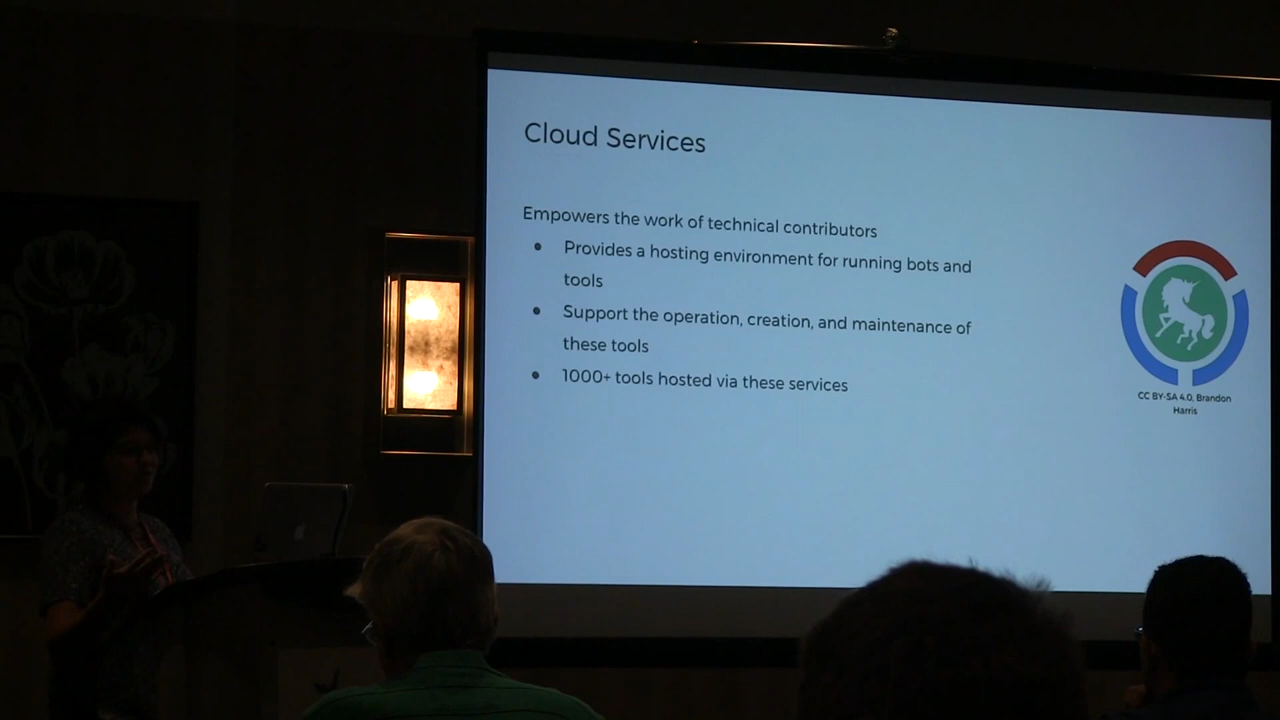 Cloud Services
Empowers the work of technical contributors
● Provides a hosting environment for running bots and
tools
● Support the operation, creation, and maintenance of
these tools
● 1000+ tools hosted via these services
CC BY-SA 4.0, Brandon
Harris